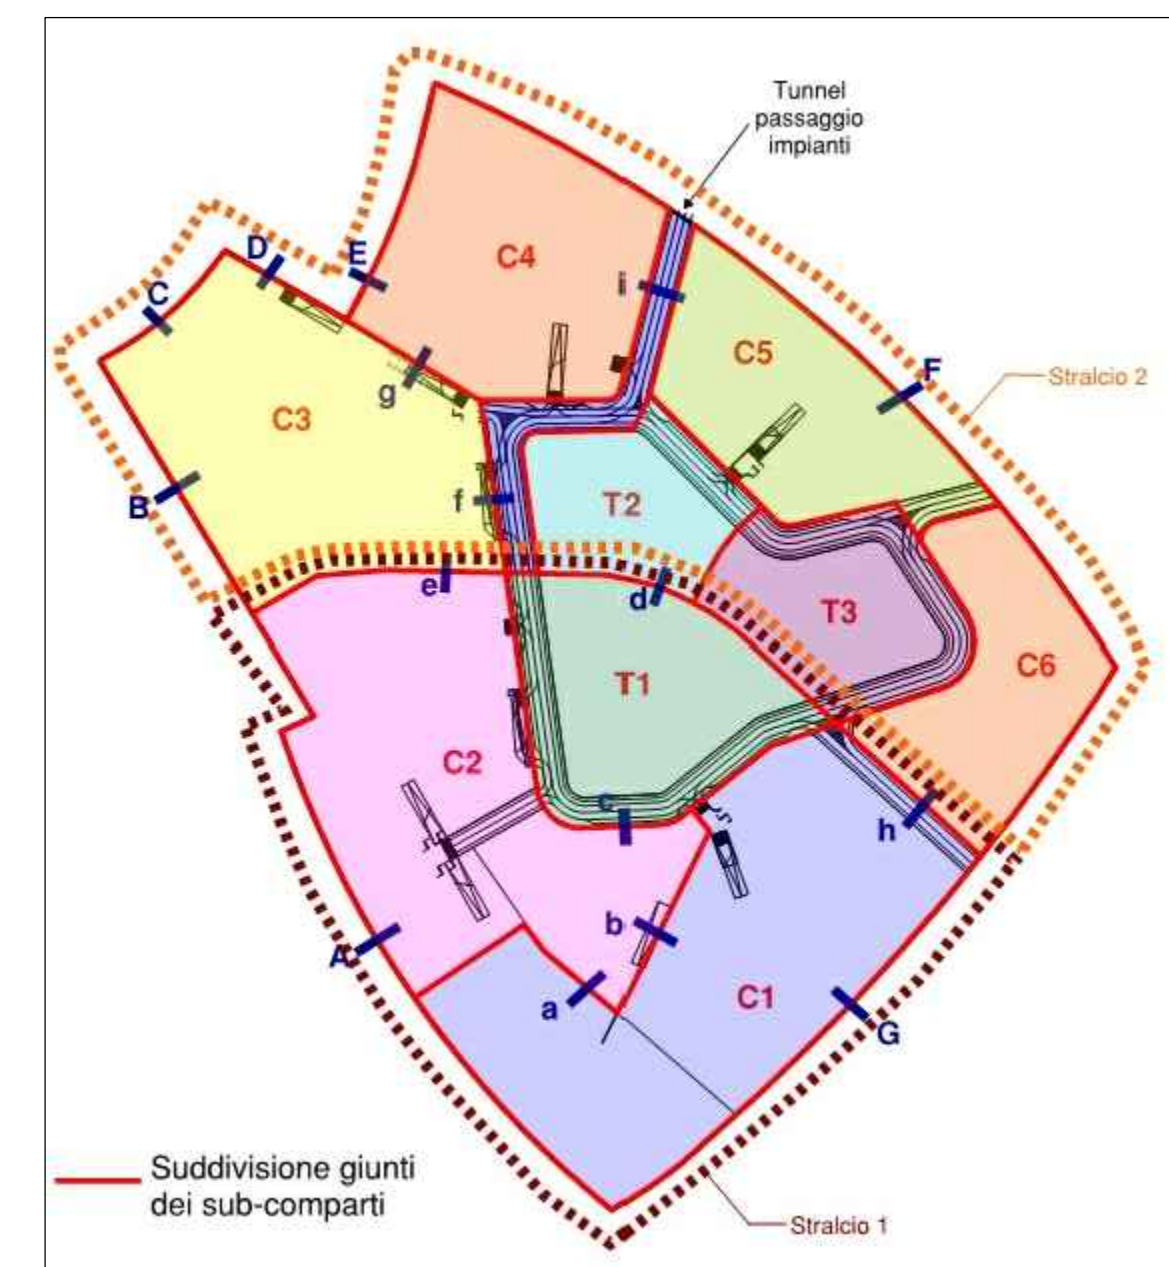 Tunnel
passaggio
impianti
C4
D
E
C
i
C5
F
Stralcio 2
g
C3
B
f
T2
e
d
T3
T1
C6
C2
c
h
b
A
a
C1
G
Suddivisione giunti
dei sub-comparti
Stralcio 1